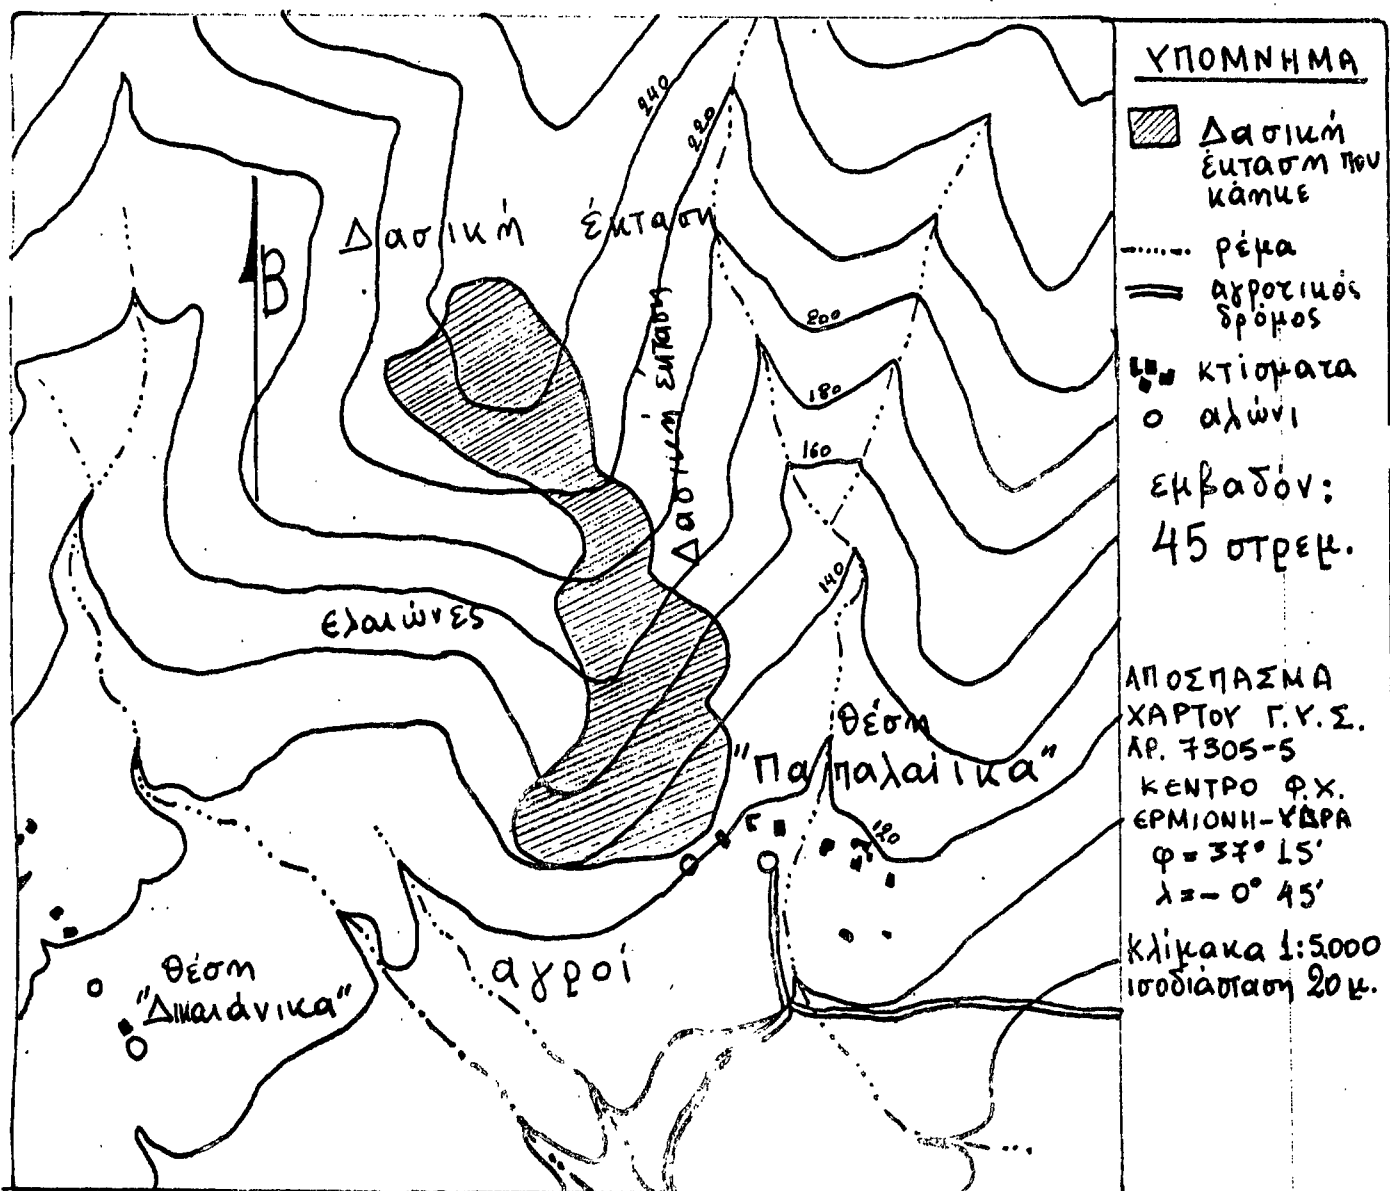 240
220
Δασική έκταση
Β
Δασική έκταση
200
180
160
140
ελαιώνες
θέση
"Παπαλαίικα"
120
αγροί
θέση
"Δικαιάνικα"
ΥΠΟΜΝΗΜΑ
Δασική
έκταση που
κάηκε
ρέμα
αγροτικός
δρόμος
κτίσματα
αλώνι
εμβαδόν:
45 στρεμ.
ΑΠΟΣΠΑΣΜΑ
ΧΑΡΤΟΥ Γ.Υ.Σ.
ΑΡ. 7305-5
ΚΕΝΤΡΟ Φ.Χ.
ΕΡΜΙΟΝΗ-ΥΔΡΑ
φ = 37° 15'
λ = - 0° 45'
Κλίμακα 1:5.000
ισοδιάσταση 20μ.